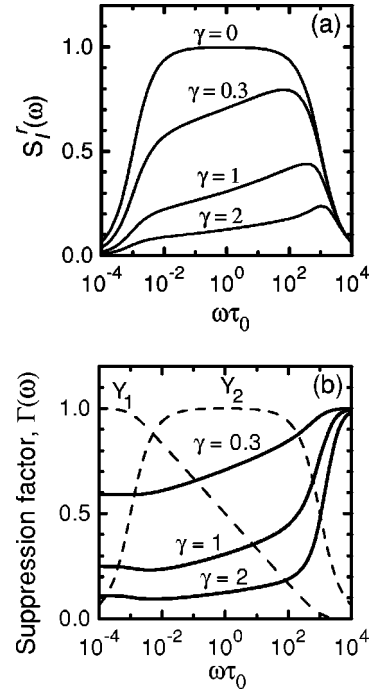 (a)
γ = 0
1.0
γ = 0.3
S_I^r(ω)
0.5
γ = 1
γ = 2
0.0
10^-4 10^-2 10^0 10^2 10^4
ωτ_0
Y_1 Y_2 (b)
1.0
γ = 0.3
Suppression factor, Γ(ω)
0.5
γ = 1
γ = 2
0.0
10^-4 10^-2 10^0 10^2 10^4
ωτ_0